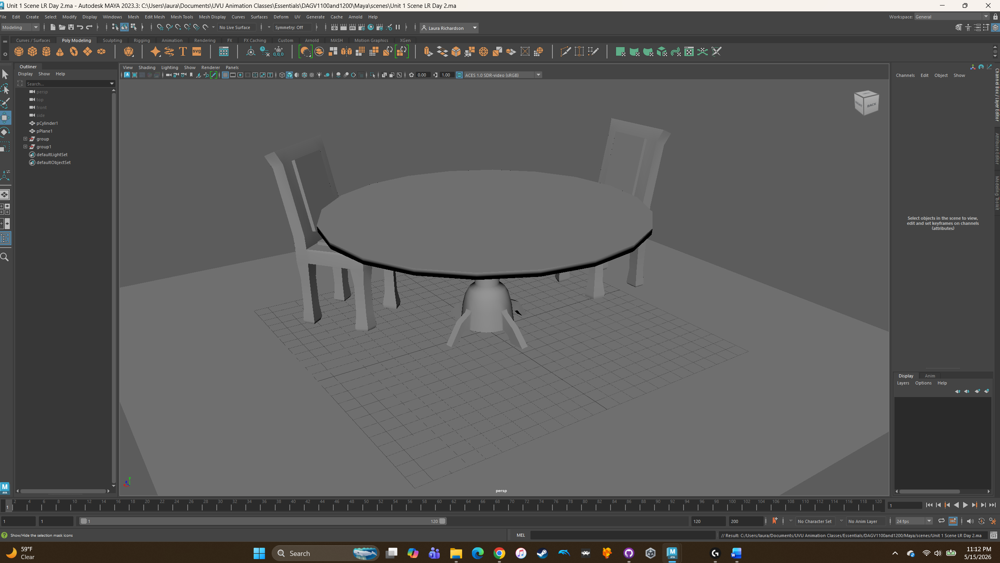 Unit 1 Scene LR Day 2.ma - Autodesk MAYA 2023.3: C:\Users\laura\Documents\UVU Animation Classes\Essentials\DAGV1100and1200\Maya\scenes\Unit 1 Scene LR Day 2.ma
File Edit Create Select Modify Display Windows Mesh Edit Mesh Mesh Tools Mesh Display Curves Surfaces Deform UV Generate Cache Arnold Help
Workspace: General
Modeling
No Live Surface
Symmetry: Off
IPR
Laura Richardson
Curves / Surfaces Poly Modeling Sculpting Rigging Animation Rendering FX FX Caching Custom Arnold MASH Motion Graphics XGen
T SVG
0,0,0
Outliner
Display Show Help
Search...
persp
top
front
side
pCylinder1
pPlane1
group
group1
defaultLightSet
defaultObjectSet
View Shading Lighting Show Renderer Panels
0.00 1.00 ON ACES 1.0 SDR-video (sRGB)
BACK
RIGHT
y
z
x
persp
Channels Edit Object Show
Channel Box / Layer Editor
Attribute Editor
Modeling Toolkit
Select objects in the scene to view,
edit and set keyframes on channels
(attributes)
Display Anim
Layers Options Help
M
AYA
2 4 6 8 10 12 14 16 18 20 22 24 26 28 30 32 34 36 38 40 42 44 46 48 50 52 54 56 58 60 62 64 66 68 70 72 74 76 78 80 82 84 86 88 90 92 94 96 98 100 102 104 106 108 110 112 114 116 118 120
1
1
1 1 1 120 120 200 No Character Set No Anim Layer 24 fps
Show/Hide the selection mask icons
MEL
// Result: C:/Users/laura/Documents/UVU Animation Classes/Essentials/DAGV1100and1200/Maya/scenes/Unit 1 Scene LR Day 2.ma
59°F
Clear
Search
11:12 PM
5/15/2026